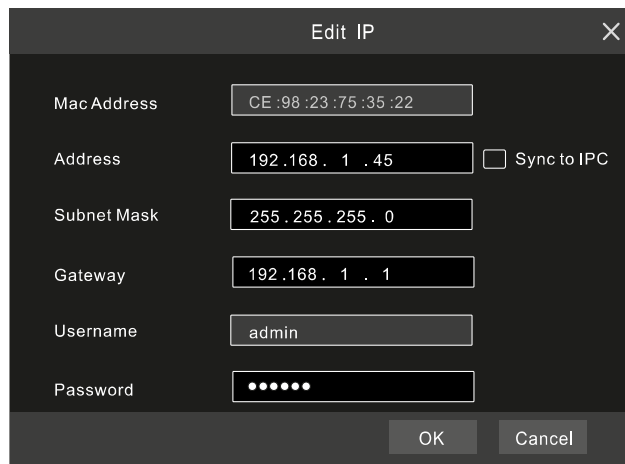 Edit IP
Mac Address CE :98 :23 :75 :35 :22
Address 192 .168 . 1 . 45 Sync to IPC
Subnet Mask 255 . 255 . 255 . 0
Gateway 192 .168 . 1 . 1
Username admin
Password ●●●●●●
OK Cancel